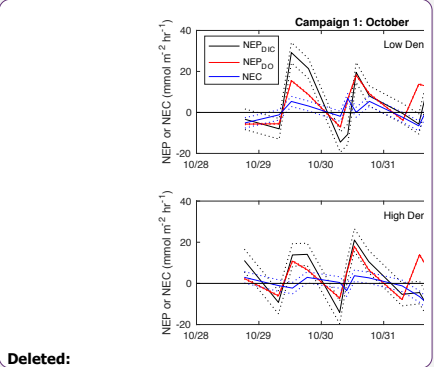 Campaign 1: October
Low Den
NEP_DIC
NEP_DO
NEC
NEP or NEC (mmol m⁻² hr⁻¹)
40
20
0
-20
10/28
10/29
10/30
10/31
High Der
NEP or NEC (mmol m⁻² hr⁻¹)
40
20
0
-20
10/28
10/29
10/30
10/31
Deleted: